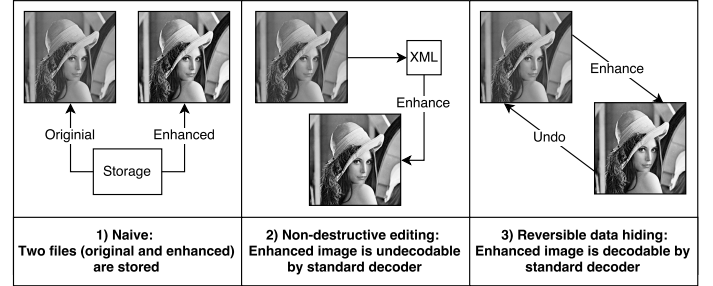 Originial
Enhanced
Storage
XML
Enhance
Enhance
Undo
1) Naive:
Two files (original and enhanced)
are stored
2) Non-destructive editing:
Enhanced image is undecodable
by standard decoder
3) Reversible data hiding:
Enhanced image is decodable by
standard decoder